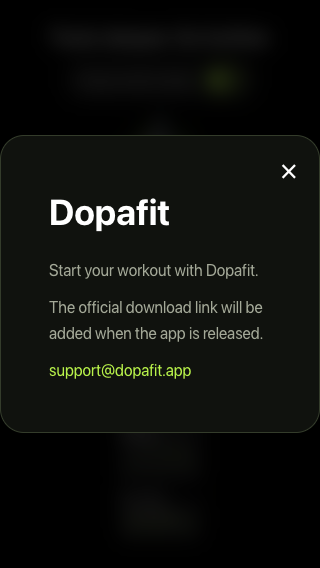 Dopafit
Start your workout with Dopafit.
The official download link will be
added when the app is released.
support@dopafit.app